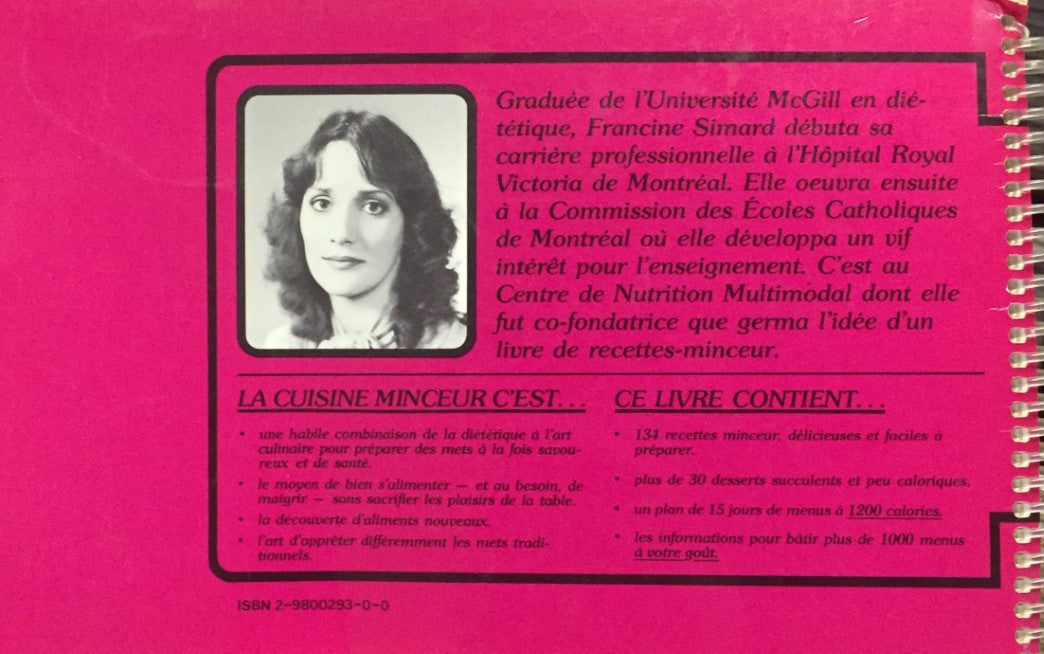 Graduée de l'Université McGill en dié-
tétique, Francine Simard débuta sa
carrière professionnelle à l'Hôpital Royal
Victoria de Montréal. Elle oeuvra ensuite
à la Commission des Écoles Catholiques
de Montréal où elle développa un vif
intérêt pour l'enseignement. C'est au
Centre de Nutrition Multimodal dont elle
fut co-fondatrice que germa l'idée d'un
livre de recettes-minceur.
LA CUISINE MINCEUR C'EST...
• une habile combinaison de la diététique à l'art
culinaire pour préparer des mets à la fois savou-
reux et de santé.
• le moyen de bien s'alimenter — et au besoin, de
maigrir — sans sacrifier les plaisirs de la table.
• la découverte d'aliments nouveaux.
• l'art d'apprêter différemment les mets tradi-
tionnels.
CE LIVRE CONTIENT...
• 134 recettes minceur, délicieuses et faciles à
préparer.
• plus de 30 desserts succulents et peu caloriques.
• un plan de 15 jours de menus à 1200 calories.
• les informations pour bâtir plus de 1000 menus
à votre goût.
ISBN 2-9800293-0-0